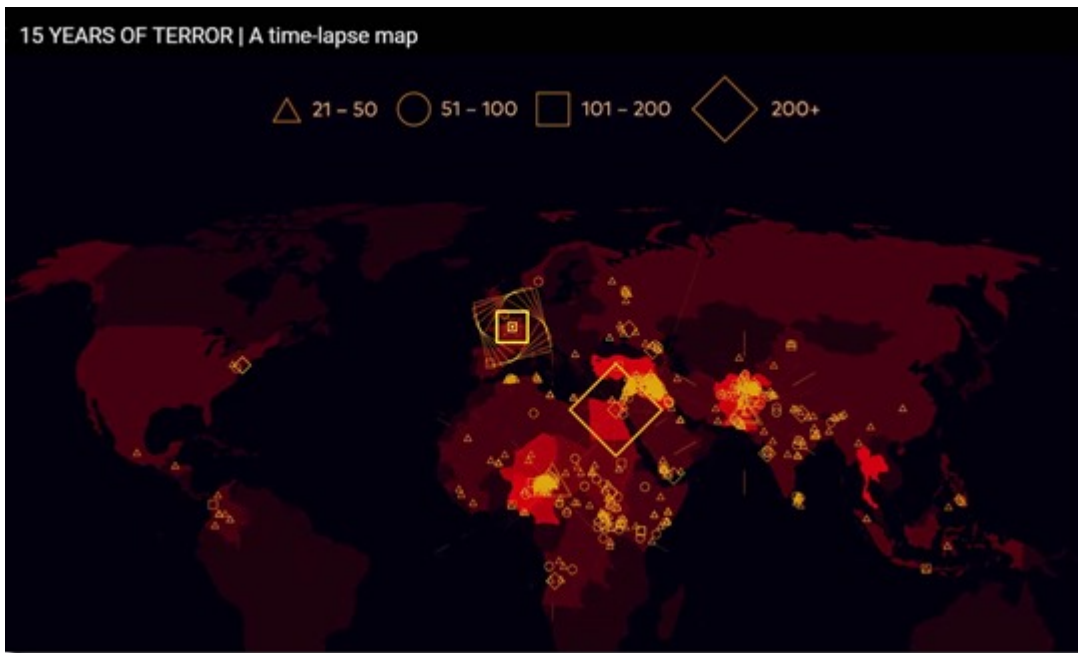 15 YEARS OF TERROR | A time-lapse map
21 – 50 51 – 100 101 – 200 200+